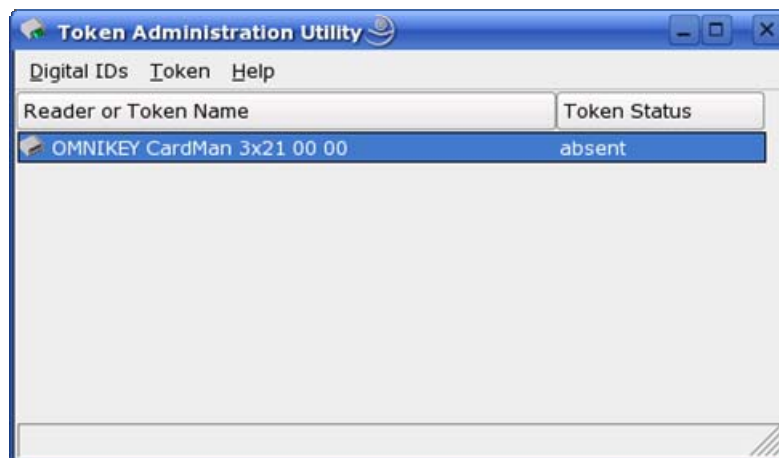 Token Administration Utility
Digital IDs Token Help
Reader or Token Name Token Status
OMNIKEY CardMan 3x21 00 00 absent